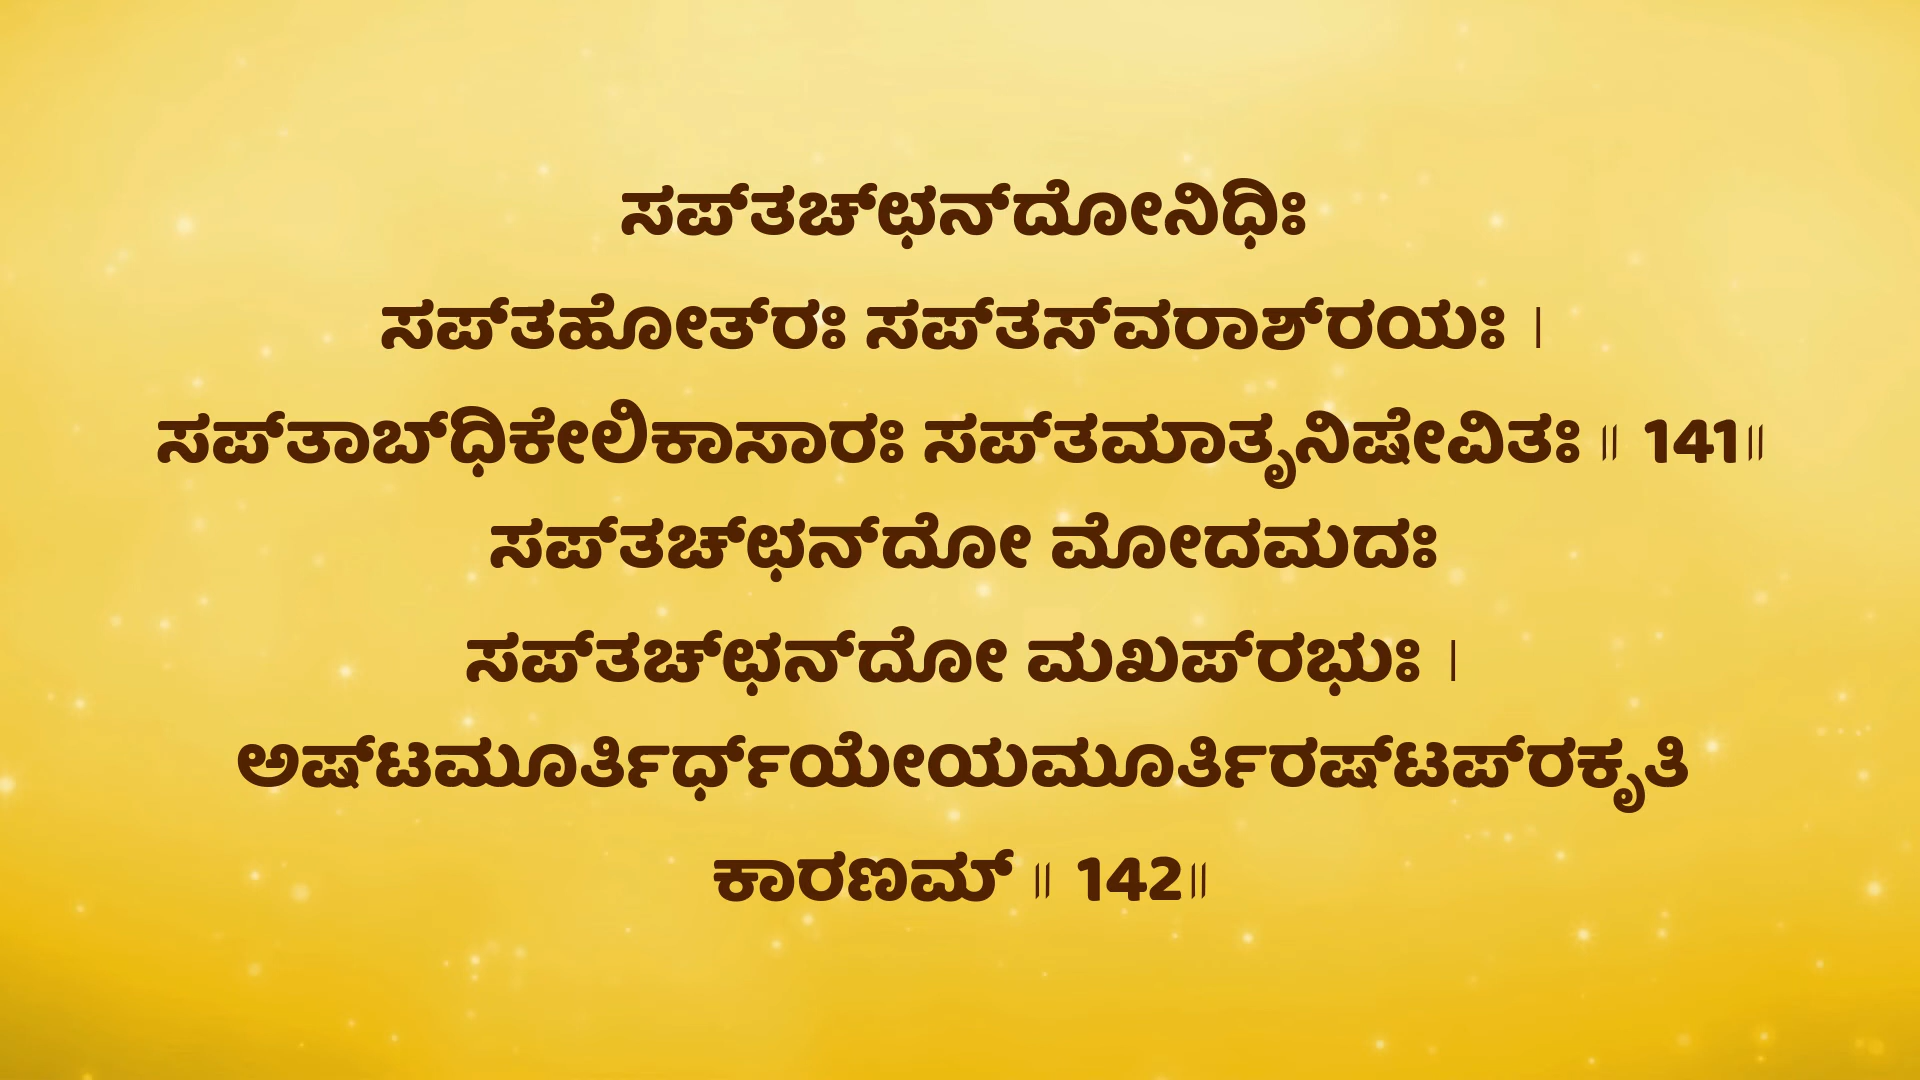 ಸಪ್‌ತಚ್‌ಛನ್‌ದೋನಿಧಿಃ
ಸಪ್‌ತಹೋತ್‌ರಃ ಸಪ್‌ತಸ್‌ವರಾಶ್‌ರಯಃ ।
ಸಪ್‌ತಾಬ್‌ಧಿಕೇಲಿಕಾಸಾರಃ ಸಪ್‌ತಮಾತೃನಿಷೇವಿತಃ ॥ 141॥
ಸಪ್‌ತಚ್‌ಛನ್‌ದೋ ಮೋದಮದಃ
ಸಪ್‌ತಚ್‌ಛನ್‌ದೋ ಮಖಪ್‌ರಭುಃ ।
ಅಷ್‌ಟಮೂರ್ತಿರ್ಧ್‌ಯೇಯಮೂರ್ತಿರಷ್‌ಟಪ್‌ರಕೃತಿ
ಕಾರಣಮ್ ॥ 142॥